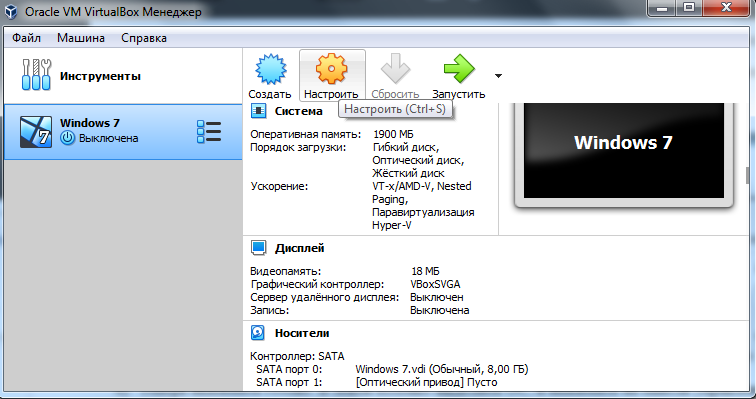 Oracle VM VirtualBox Менеджер
Файл Машина Справка
Инструменты
Создать Настроить Сбросить Запустить
Настроить (Ctrl+S)
Windows 7
Выключена
7
Система
Оперативная память: 1900 МБ
Порядок загрузки: Гибкий диск,
Оптический диск,
Жёсткий диск
Ускорение: VT-x/AMD-V, Nested
Paging,
Паравиртуализация
Hyper-V
Windows 7
Дисплей
Видеопамять: 18 МБ
Графический контроллер: VBoxSVGA
Сервер удалённого дисплея: Выключен
Запись: Выключена
Носители
Контроллер: SATA
SATA порт 0: Windows 7.vdi (Обычный, 8,00 ГБ)
SATA порт 1: [Оптический привод] Пусто